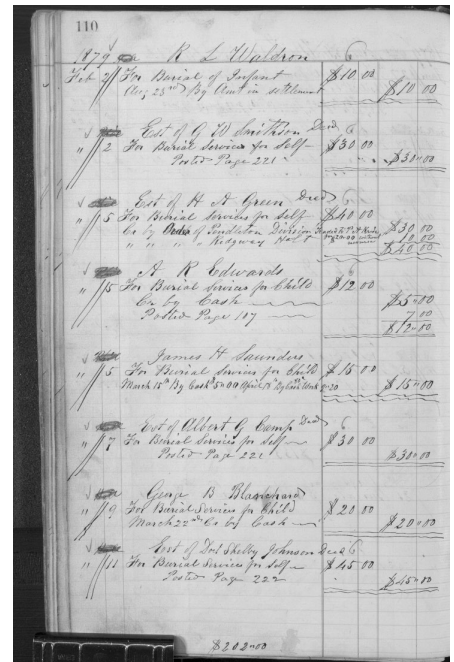 110
1879 R L Waldron 6
Feb 2 For Burial of Infant $10 00
Aug 23rd By Amt in settlement $10 00
Est of G W Decd 6
" 2 For Burial Services for Self $30 00
Posted Page 221 $30 00
Est of H A Green Decd 6
" 5 For Burial Services for Self $40 00
Cr by Order of Pendleton Division $30 00
" " " " Ridgway 10 00
$40 00
A R Edwards 6
" 5 For Burial Services for Child $12 00
Cr by Cash $5 00
Posted Page 107 7 00
$12 00
James H Saunders
" 5 For Burial Services for Child $15 00
March 15th By Cash 5 00 April $15 00
Est of Albert G Camp Decd 6
" 7 For Burial Services for Self $30 00
Posted Page 221 $30 00
George B Blanchard 6
" 9 For Burial Services for Child $20 00
March 22nd Cr by Cash $20 00
Est of Shelby Johnson Decd 6
" 11 For Burial Services for Self $45 00
Posted Page 222 $45 00
$202 00